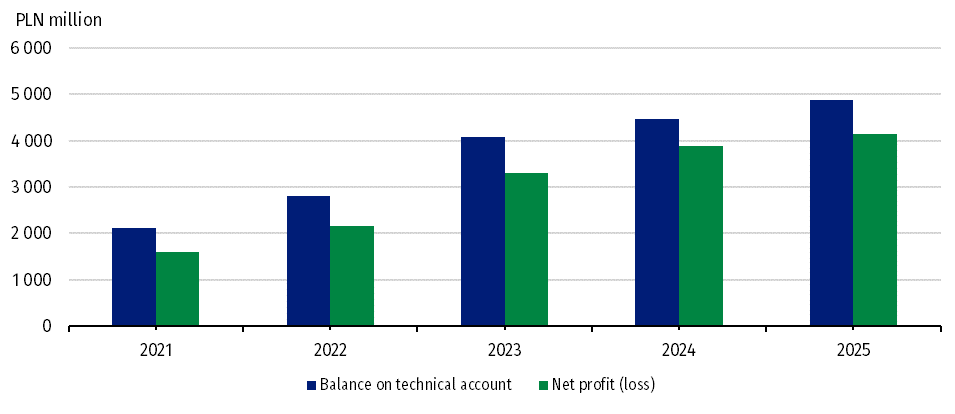 PLN million
6 000
5 000
4 000
3 000
2 000
1 000
0
2021 2022 2023 2024 2025
Balance on technical account Net profit (loss)